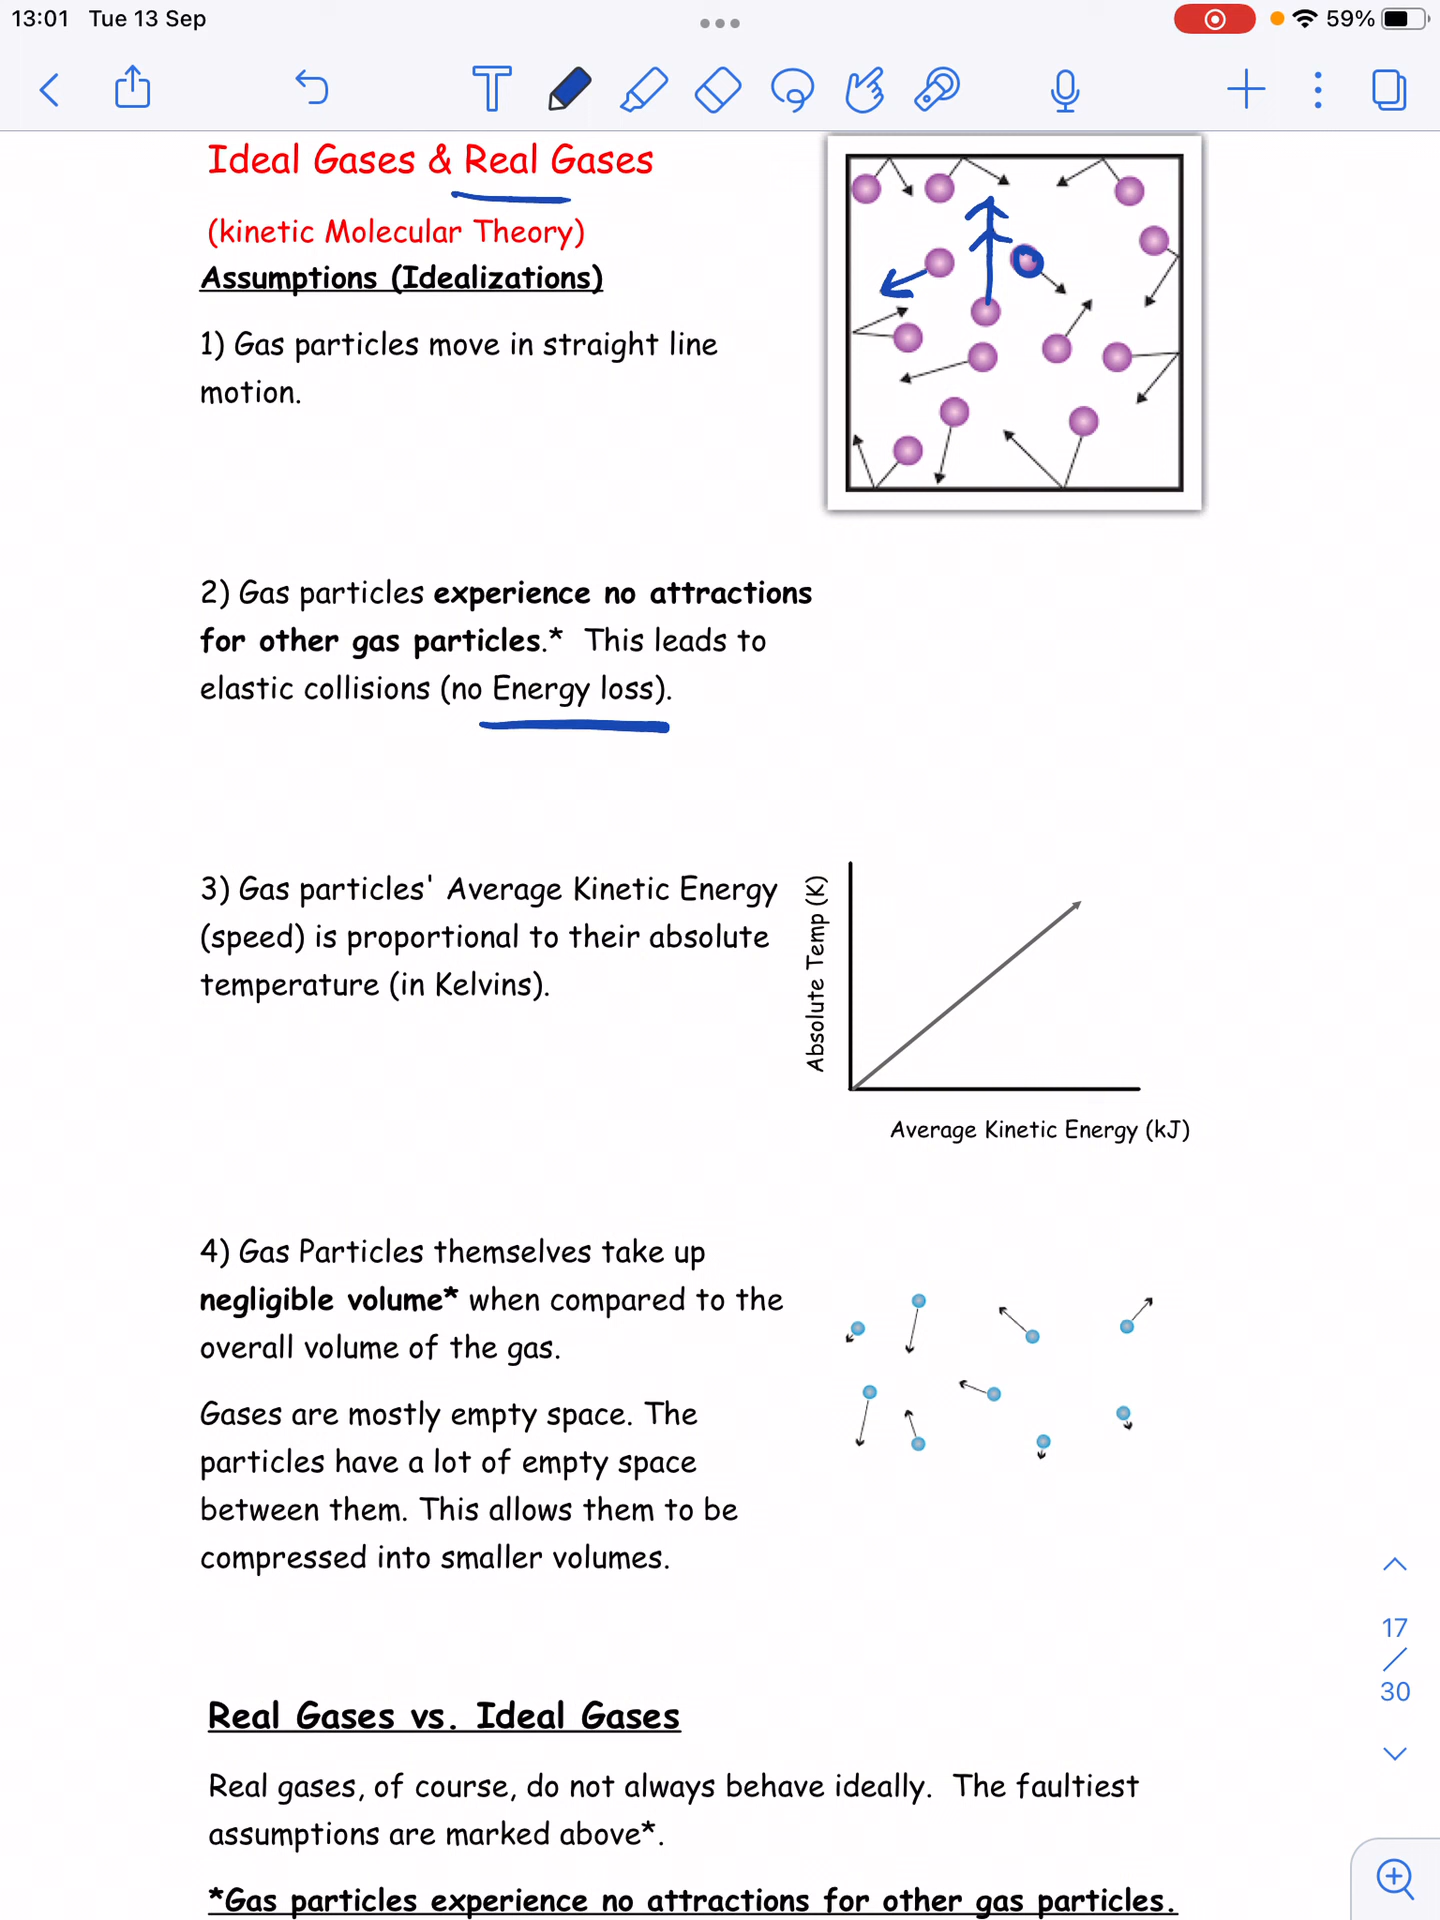 13:01 Tue 13 Sep
59%
Ideal Gases & Real Gases
(kinetic Molecular Theory)
Assumptions (Idealizations)
1) Gas particles move in straight line
motion.
2) Gas particles experience no attractions
for other gas particles.* This leads to
elastic collisions (no Energy loss).
3) Gas particles' Average Kinetic Energy
(speed) is proportional to their absolute
temperature (in Kelvins).
Absolute Temp (K)
Average Kinetic Energy (kJ)
4) Gas Particles themselves take up
negligible volume* when compared to the
overall volume of the gas.
Gases are mostly empty space. The
particles have a lot of empty space
between them. This allows them to be
compressed into smaller volumes.
17
/
30
Real Gases vs. Ideal Gases
Real gases, of course, do not always behave ideally. The faultiest
assumptions are marked above*.
*Gas particles experience no attractions for other gas particles.